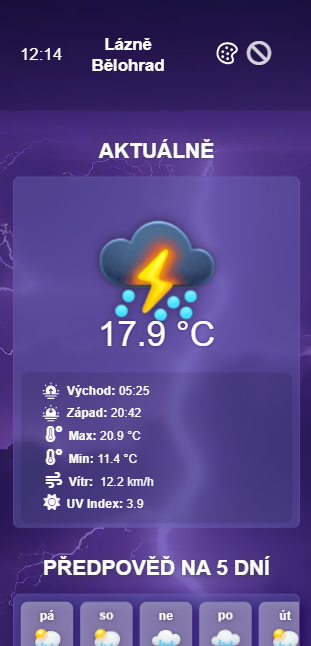 12:14
Lázně
Bělohrad
AKTUÁLNĚ
17.9 °C
Východ: 05:25
Západ: 20:42
Max: 20.9 °C
Min: 11.4 °C
Vítr: 12.2 km/h
UV Index: 3.9
PŘEDPOVĚĎ NA 5 DNÍ
pá so ne po út